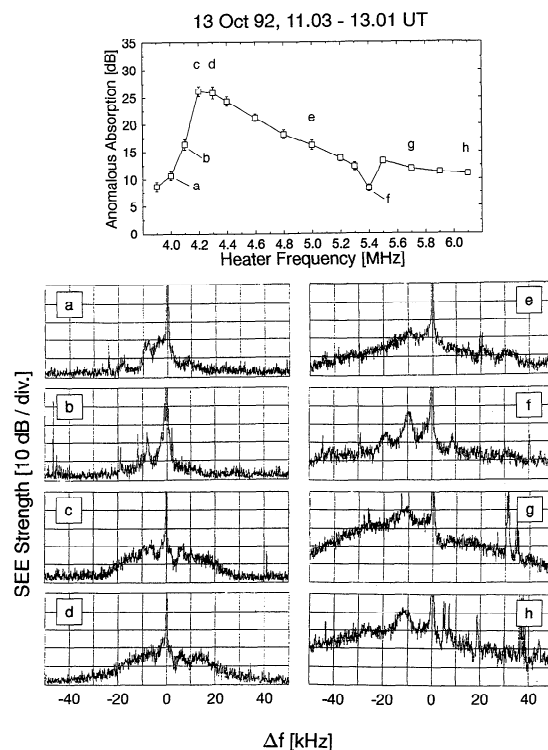 13 Oct 92, 11.03 - 13.01 UT
Anomalous Absorption [dB]
35
30
25
20
15
10
5
0
c d
b
a
e
f
g
h
4.0 4.2 4.4 4.6 4.8 5.0 5.2 5.4 5.6 5.8 6.0
Heater Frequency [MHz]
SEE Strength [10 dB / div.]
a
b
c
d
e
f
g
h
-40 -20 0 20 40
-40 -20 0 20 40
Δf [kHz]